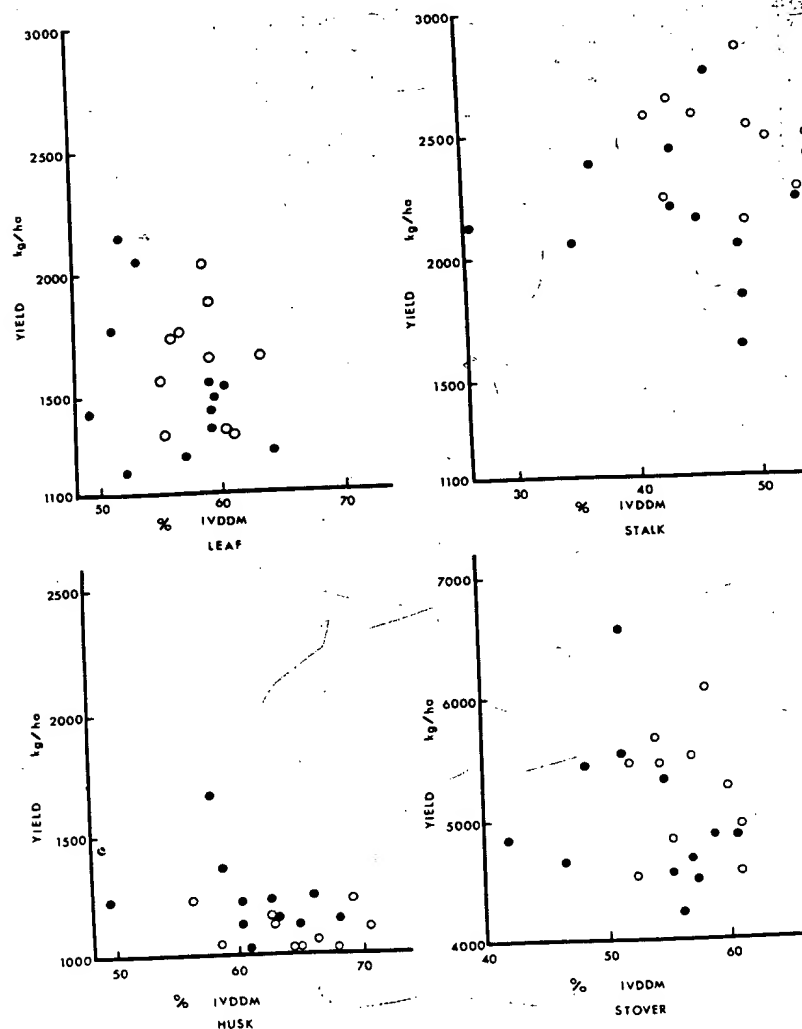 3000
2500
2000
1500
1100
YIELD kg/ha
50 60 70
% IVDDM
LEAF
3000
2500
2000
1500
1100
YIELD kg/ha
30 40 50
% IVDDM
STALK
2500
2000
1500
1000
YIELD kg/ha
50 60 70
% IVDDM
HUSK
7000
6000
5000
4000
YIELD kg/ha
40 50 60
% IVDDM
STOVER